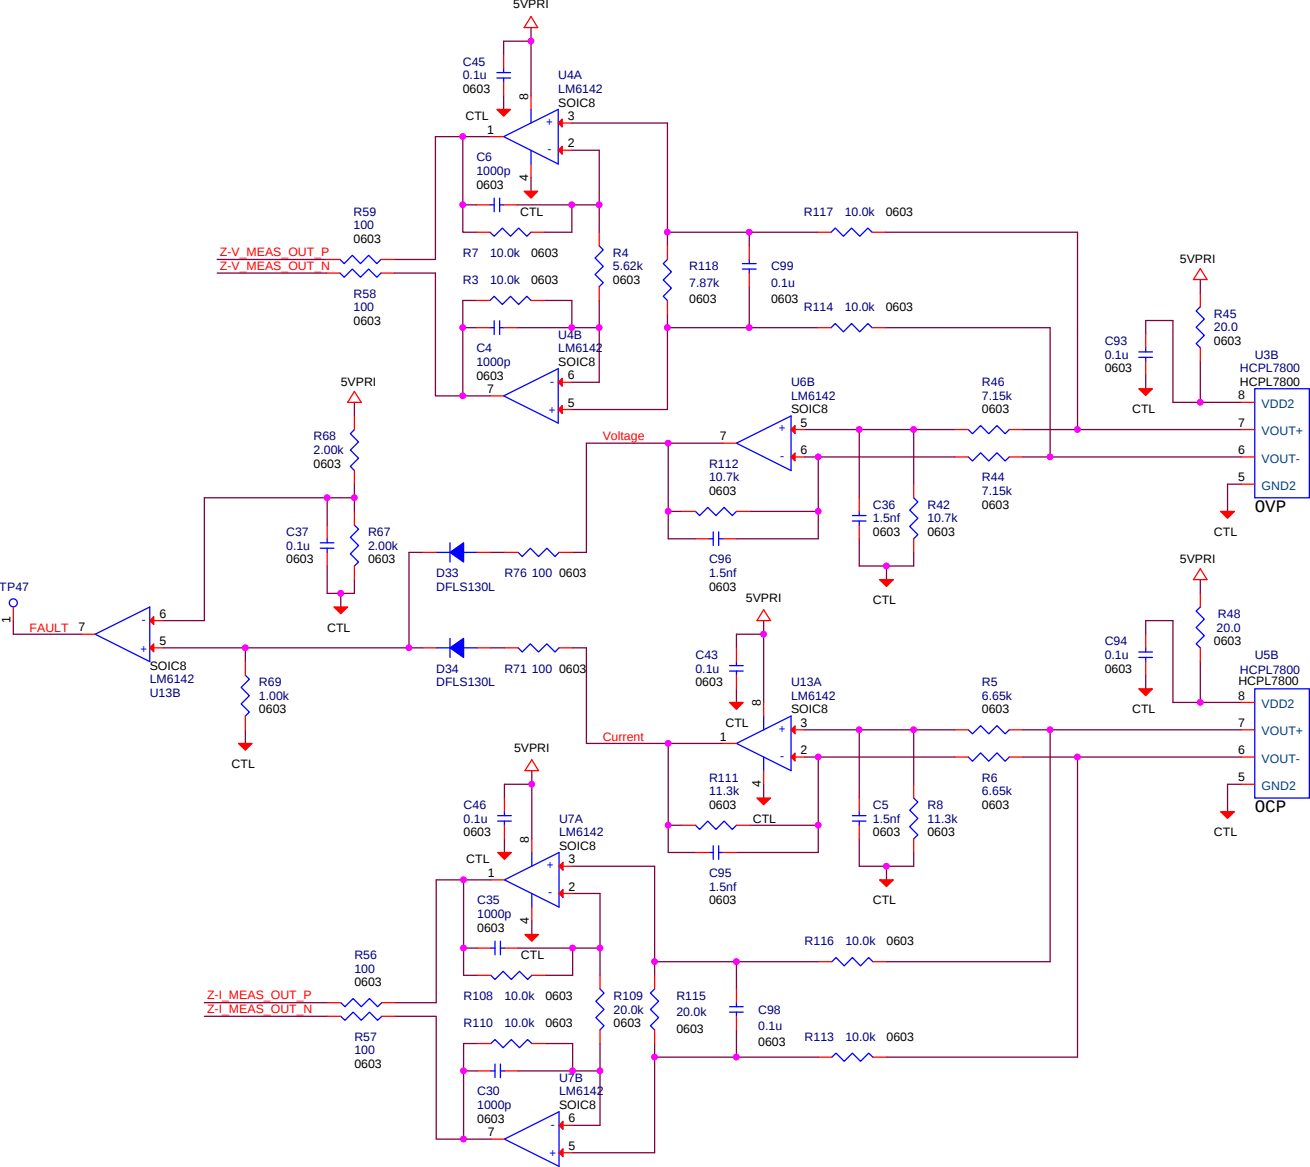 5VPRI
C45
0.1u
0603
8
U4A
LM6142
SOIC8
CTL
1
+
3
-
2
4
C6
1000p
0603
CTL
R7 10.0k 0603
R59
100
0603
Z-V_MEAS_OUT_P
Z-V_MEAS_OUT_N
R58
100
0603
R3 10.0k 0603
R4
5.62k
0603
C4
1000p
0603
7
U4B
LM6142
SOIC8
-
6
+
5
R117 10.0k 0603
R118
7.87k
0603
C99
0.1u
0603
R114 10.0k 0603
5VPRI
R45
20.0
0603
C93
0.1u
0603
CTL
U3B
HCPL7800
HCPL7800
8 VDD2
7 VOUT+
6 VOUT-
5 GND2
CTL
OVP
5VPRI
R68
2.00k
0603
C37
0.1u
0603
R67
2.00k
0603
CTL
Voltage
7
U6B
LM6142
SOIC8
+
5
-
6
R112
10.7k
0603
C96
1.5nf
0603
R46
7.15k
0603
R44
7.15k
0603
C36
1.5nf
0603
R42
10.7k
0603
CTL
TP47
1
FAULT
7
-
6
+
5
SOIC8
LM6142
U13B
R69
1.00k
0603
CTL
D33
DFLS130L
R76 100 0603
D34
DFLS130L
R71 100 0603
Current
5VPRI
C43
0.1u
0603
CTL
8
U13A
LM6142
SOIC8
1
+
3
-
2
4
CTL
R111
11.3k
0603
C95
1.5nf
0603
R5
6.65k
0603
R6
6.65k
0603
C5
1.5nf
0603
R8
11.3k
0603
CTL
5VPRI
R48
20.0
0603
C94
0.1u
0603
CTL
U5B
HCPL7800
HCPL7800
8 VDD2
7 VOUT+
6 VOUT-
5 GND2
CTL
OCP
5VPRI
C46
0.1u
0603
8
U7A
LM6142
SOIC8
CTL
1
+
3
-
2
4
C35
1000p
0603
CTL
R108 10.0k 0603
R56
100
0603
Z-I_MEAS_OUT_P
Z-I_MEAS_OUT_N
R57
100
0603
R110 10.0k 0603
R109
20.0k
0603
R115
20.0k
0603
C98
0.1u
0603
R116 10.0k 0603
R113 10.0k 0603
C30
1000p
0603
7
U7B
LM6142
SOIC8
-
6
+
5